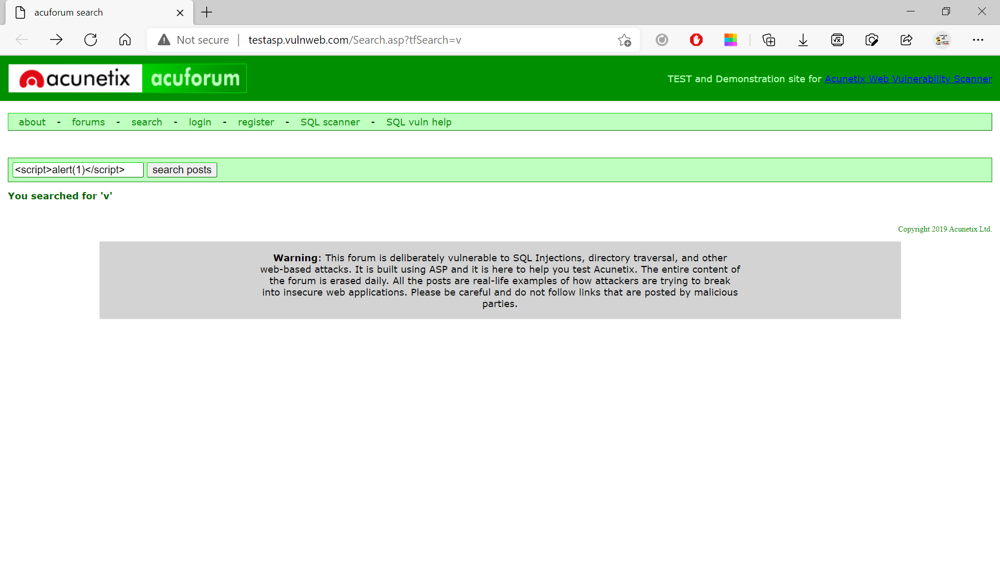 acuforum search
Not secure testasp.vulnweb.com/Search.asp?tfSearch=v
acunetix acuforum
TEST and Demonstration site for Acunetix Web Vulnerability Scanner
about - forums - search - login - register - SQL scanner - SQL vuln help
<script>alert(1)</script> search posts
You searched for 'v'
Copyright 2019 Acunetix Ltd.
Warning: This forum is deliberately vulnerable to SQL Injections, directory traversal, and other
web-based attacks. It is built using ASP and it is here to help you test Acunetix. The entire content of
the forum is erased daily. All the posts are real-life examples of how attackers are trying to break
into insecure web applications. Please be careful and do not follow links that are posted by malicious
parties.